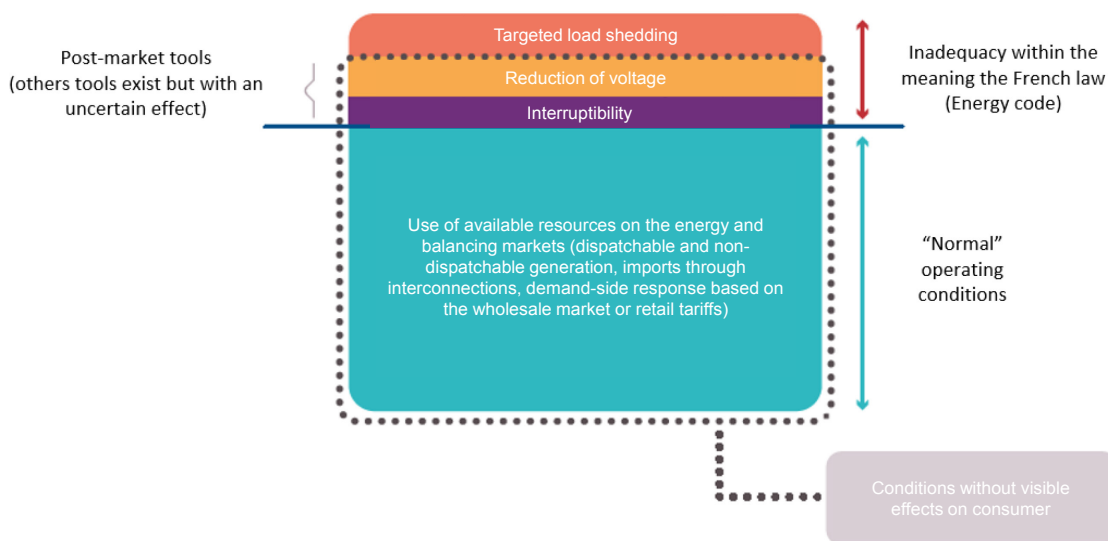 Targeted load shedding
Post-market tools
(others tools exist but with an
uncertain effect)
Reduction of voltage
Interruptibility
Inadequacy within the
meaning the French law
(Energy code)
Use of available resources on the energy and
balancing markets (dispatchable and non-
dispatchable generation, imports through
interconnections, demand-side response based on
the wholesale market or retail tariffs)
“Normal”
operating
conditions
Conditions without visible
effects on consumer